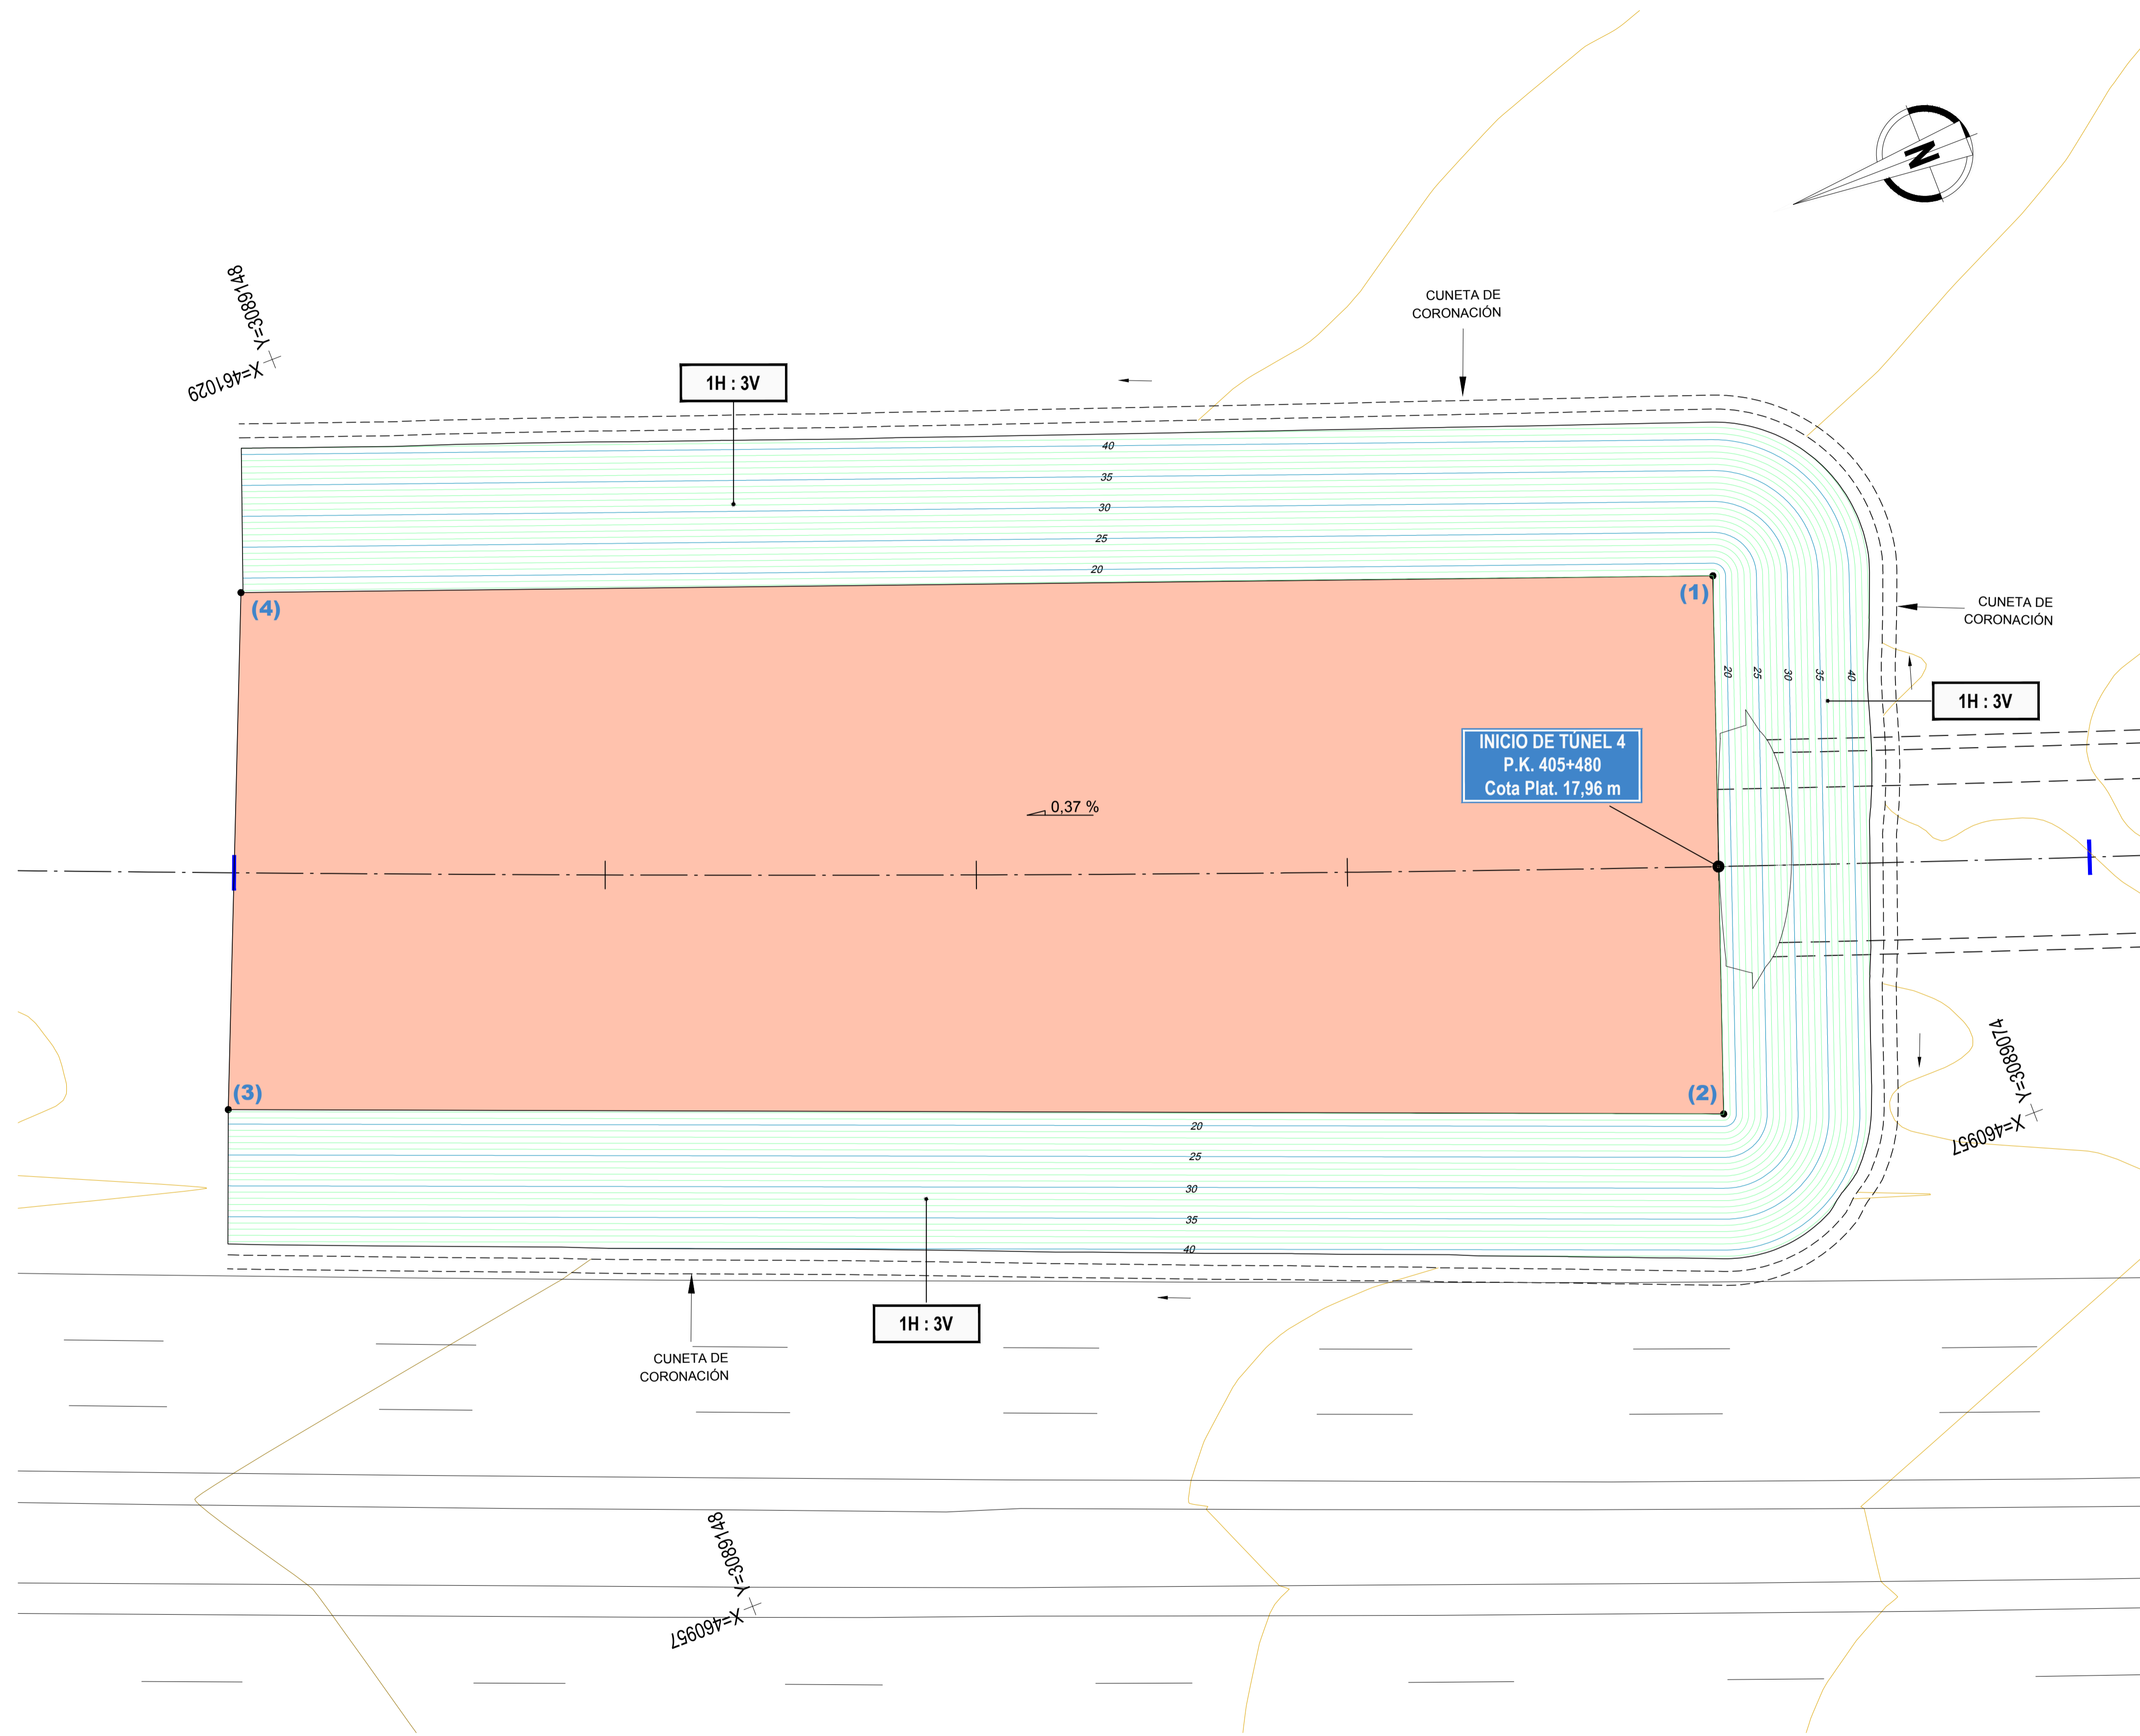 N
Y=3089148
X=461029
CUNETA DE
CORONACIÓN
1H : 3V
40
35
30
25
20
(4)
(1)
CUNETA DE
CORONACIÓN
20
25
30
35
40
1H : 3V
INICIO DE TÚNEL 4
P.K. 405+480
Cota Plat. 17,96 m
0,37 %
Y=3089074
X=460957
(3)
(2)
20
25
30
35
40
1H : 3V
CUNETA DE
CORONACIÓN
Y=3089148
X=460957